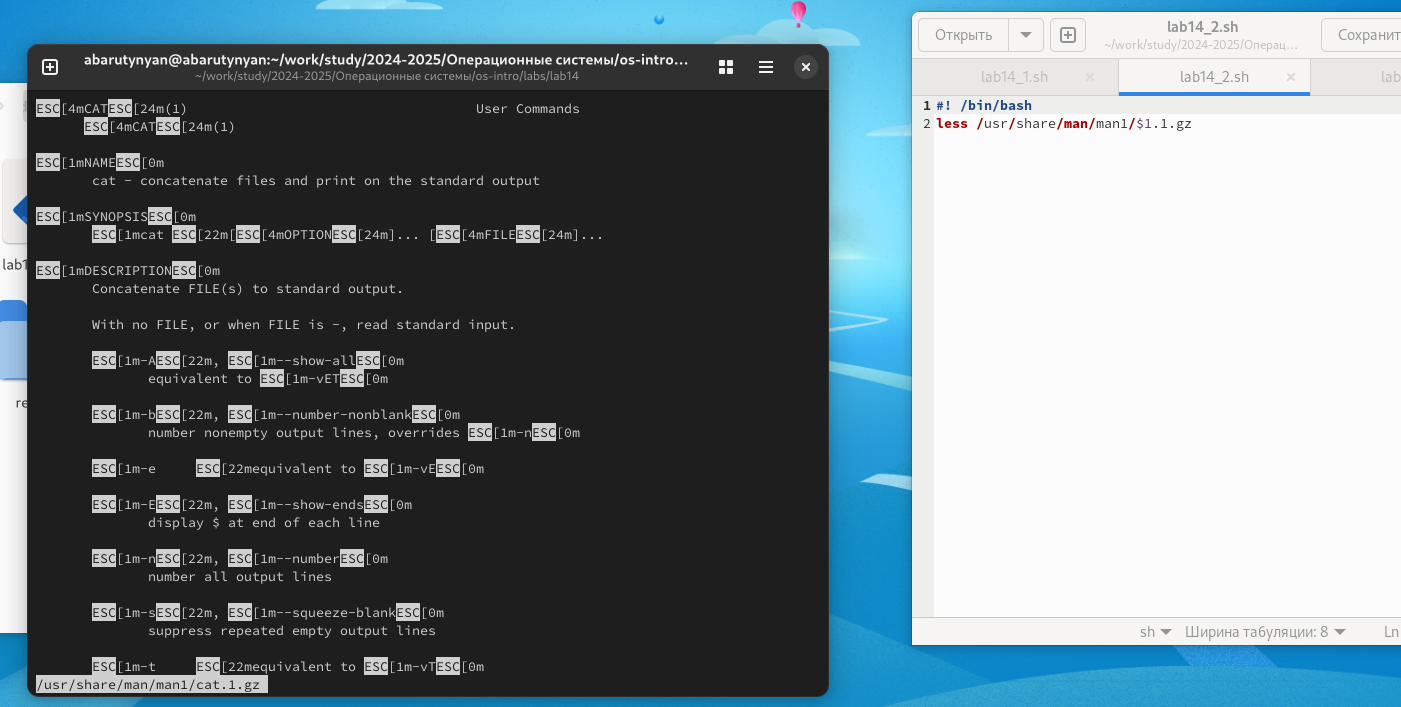 abarutynyan@abarutynyan:~/work/study/2024-2025/Операционные системы/os-intro...
~/work/study/2024-2025/Операционные системы/os-intro/labs/lab14
ESC[4mCATESC[24m(1) User Commands
ESC[4mCATESC[24m(1)
ESC[1mNAMEESC[0m
cat - concatenate files and print on the standard output
ESC[1mSYNOPSISESC[0m
ESC[1mcat ESC[22m[ESC[4mOPTIONESC[24m]... [ESC[4mFILEESC[24m]...
ESC[1mDESCRIPTIONESC[0m
Concatenate FILE(s) to standard output.
With no FILE, or when FILE is -, read standard input.
ESC[1m-AESC[22m, ESC[1m--show-allESC[0m
equivalent to ESC[1m-vETESC[0m
ESC[1m-bESC[22m, ESC[1m--number-nonblankESC[0m
number nonempty output lines, overrides ESC[1m-nESC[0m
ESC[1m-e ESC[22mequivalent to ESC[1m-vEESC[0m
ESC[1m-EESC[22m, ESC[1m--show-endsESC[0m
display $ at end of each line
ESC[1m-nESC[22m, ESC[1m--numberESC[0m
number all output lines
ESC[1m-sESC[22m, ESC[1m--squeeze-blankESC[0m
suppress repeated empty output lines
ESC[1m-t ESC[22mequivalent to ESC[1m-vTESC[0m
/usr/share/man/man1/cat.1.gz
lab1
re
Открыть
lab14_2.sh
~/work/study/2024-2025/Операц...
Сохранит
lab14_1.sh
lab14_2.sh
lab
1 #! /bin/bash
2 less /usr/share/man/man1/$1.1.gz
sh Ширина табуляции: 8 Ln